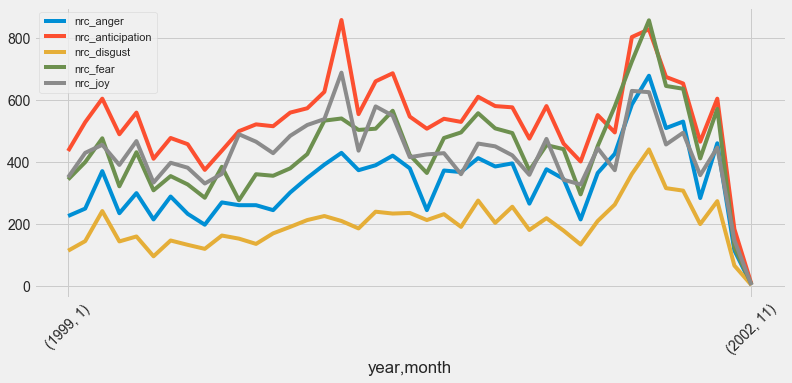 nrc_anger
nrc_anticipation
nrc_disgust
nrc_fear
nrc_joy
800
600
400
200
0
(1999, 1)
(2002, 11)
year,month